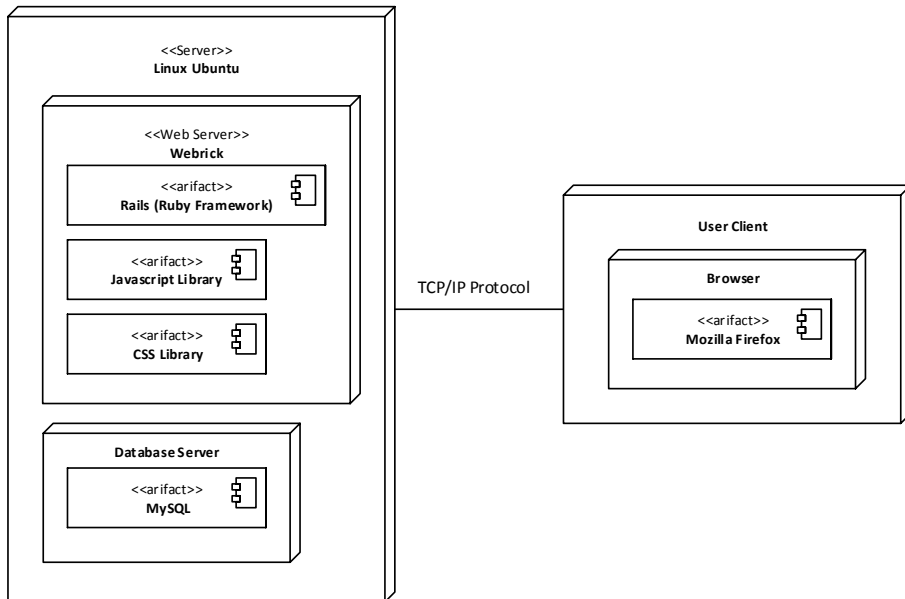 <<Server>>
Linux Ubuntu
<<Web Server>>
Webrick
<<arifact>>
Rails (Ruby Framework)
<<arifact>>
Javascript Library
<<arifact>>
CSS Library
Database Server
<<arifact>>
MySQL
TCP/IP Protocol
User Client
Browser
<<arifact>>
Mozilla Firefox